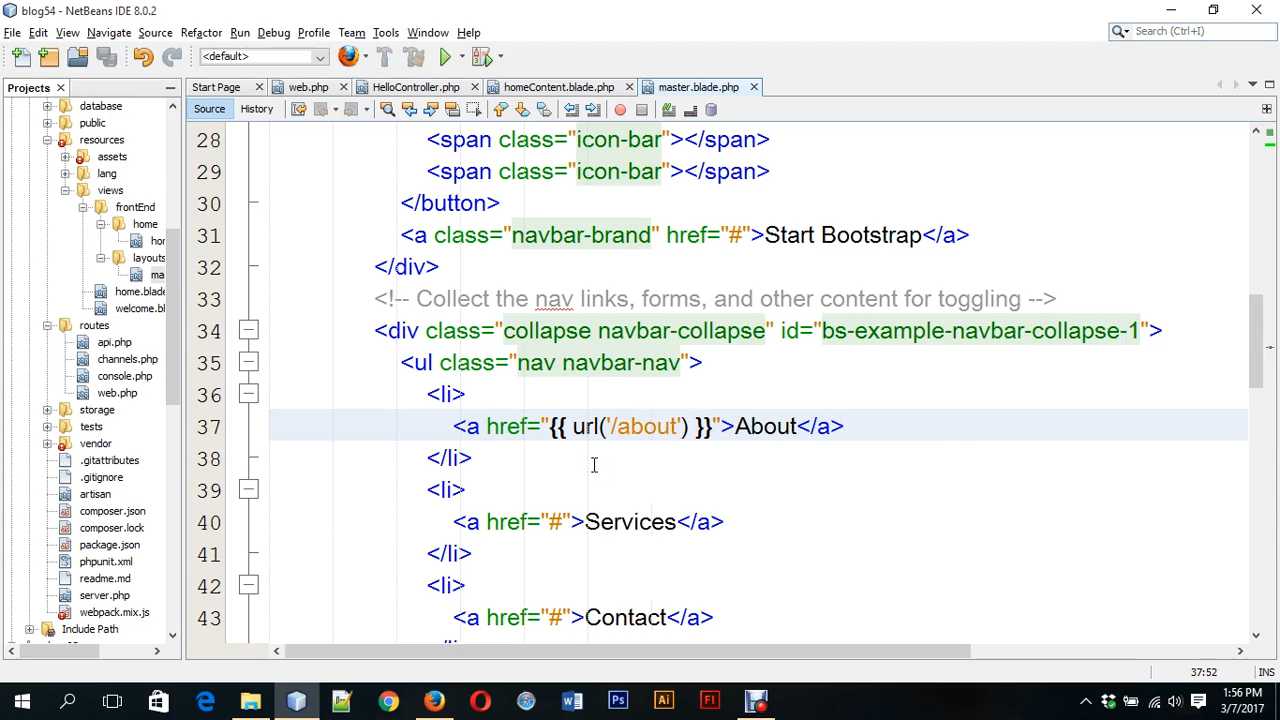 blog54 - NetBeans IDE 8.0.2
File Edit View Navigate Source Refactor Run Debug Profile Team Tools Window Help
Search (Ctrl+I)
<default>
Projects
Start Page
web.php
HelloController.php
homeContent.blade.php
master.blade.php
Source
History
database
public
resources
assets
lang
views
frontEnd
home
hor
layouts
ma
home.blade
welcome.bl
routes
api.php
channels.php
console.php
web.php
storage
tests
vendor
.gitattributes
.gitignore
artisan
composer.json
composer.lock
package.json
phpunit.xml
readme.md
server.php
webpack.mix.js
Include Path
28 <span class="icon-bar"></span>
29 <span class="icon-bar"></span>
30 </button>
31 <a class="navbar-brand" href="#">Start Bootstrap</a>
32 </div>
33 <!-- Collect the nav links, forms, and other content for toggling -->
34 <div class="collapse navbar-collapse" id="bs-example-navbar-collapse-1">
35 <ul class="nav navbar-nav">
36 <li>
37 <a href="{{ url('/about') }}">About</a>
38 </li>
39 <li>
40 <a href="#">Services</a>
41 </li>
42 <li>
43 <a href="#">Contact</a>
37:52
INS
1:56 PM
3/7/2017